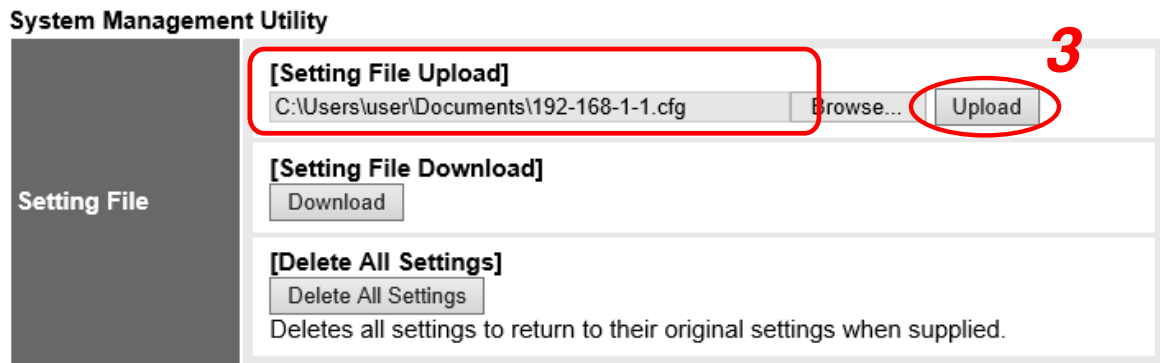 System Management Utility
3
[Setting File Upload]
C:\Users\user\Documents\192-168-1-1.cfg Browse... Upload
Setting File
[Setting File Download]
Download
[Delete All Settings]
Delete All Settings
Deletes all settings to return to their original settings when supplied.